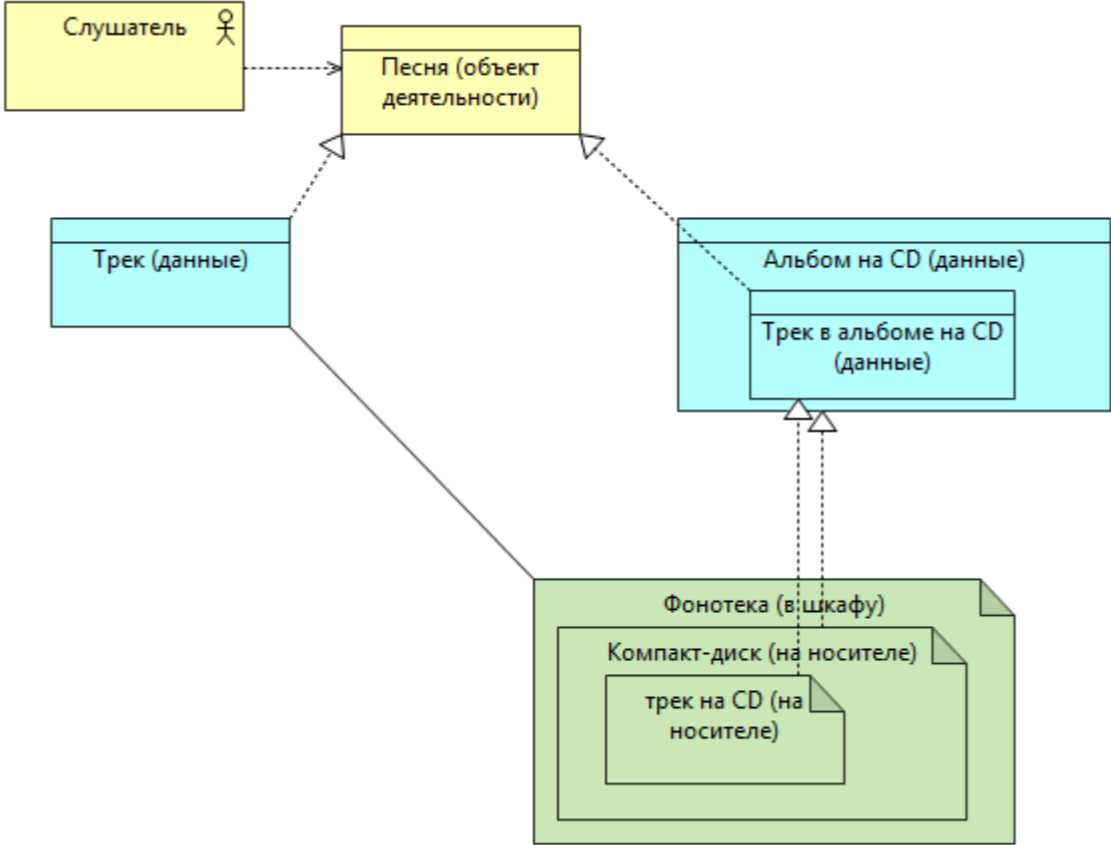 Слушатель
Песня (объект
деятельности)
Трек (данные)
Альбом на CD (данные)
Трек в альбоме на CD
(данные)
Фонотека (в шкафу)
Компакт-диск (на носителе)
трек на CD (на
носителе)